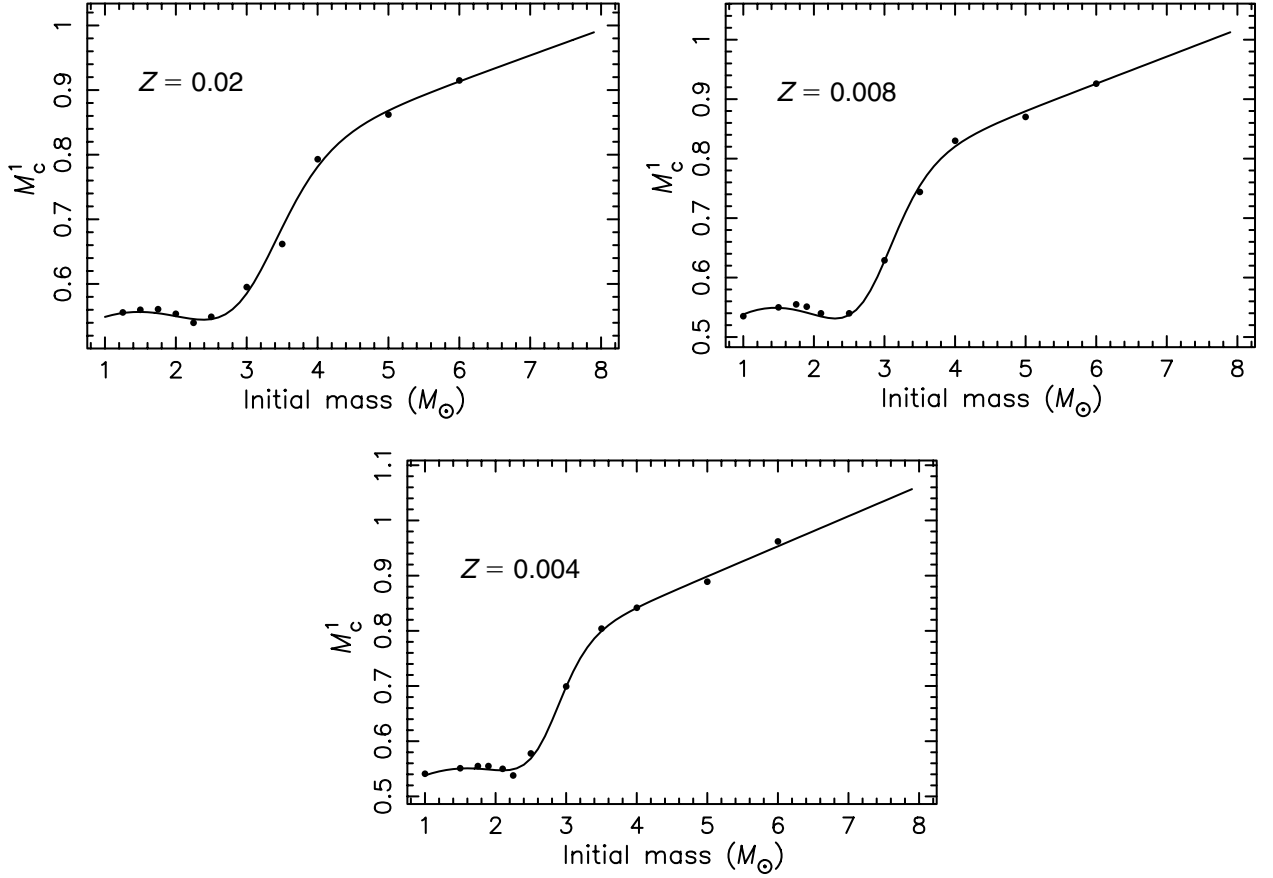 1
0.9
0.8
0.7
0.6
M_c^1
Z = 0.02
1 2 3 4 5 6 7 8
Initial mass (M_⊙)
1
0.9
0.8
0.7
0.6
0.5
M_c^1
Z = 0.008
1 2 3 4 5 6 7 8
Initial mass (M_⊙)
1.1
1
0.9
0.8
0.7
0.6
0.5
M_c^1
Z = 0.004
1 2 3 4 5 6 7 8
Initial mass (M_⊙)